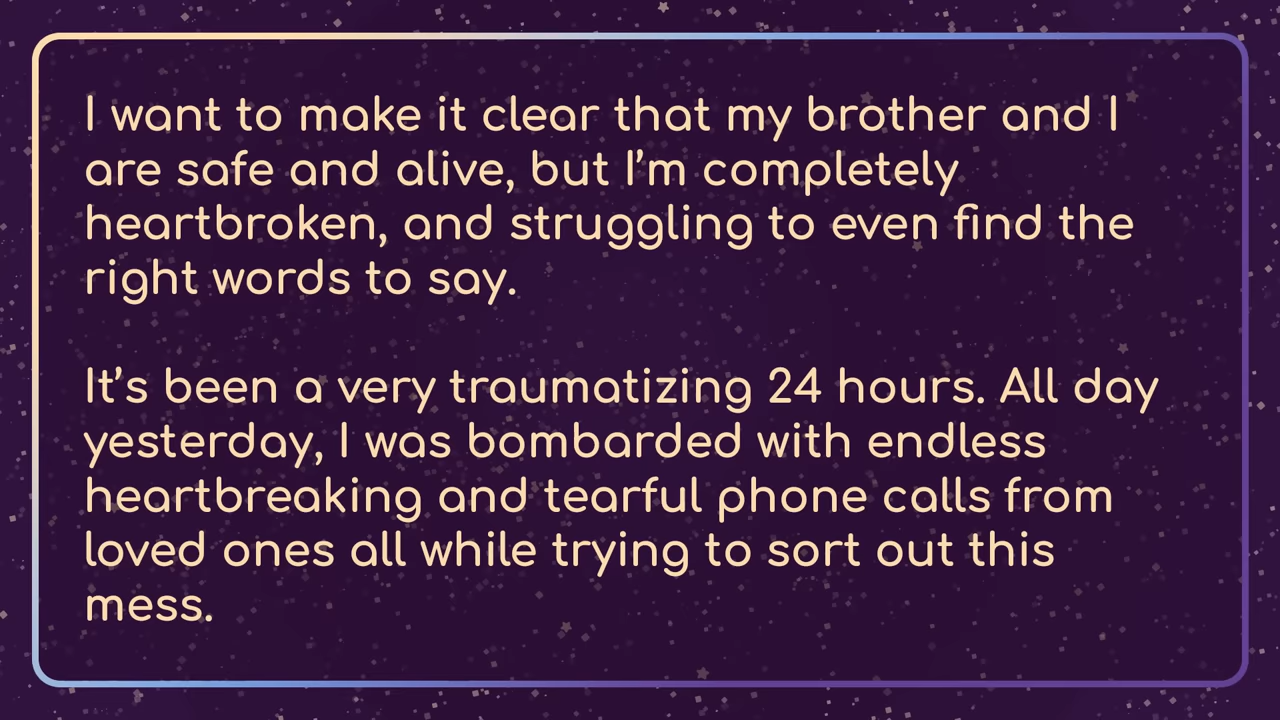 I want to make it clear that my brother and I
are safe and alive, but I’m completely
heartbroken, and struggling to even find the
right words to say.
It’s been a very traumatizing 24 hours. All day
yesterday, I was bombarded with endless
heartbreaking and tearful phone calls from
loved ones all while trying to sort out this
mess.